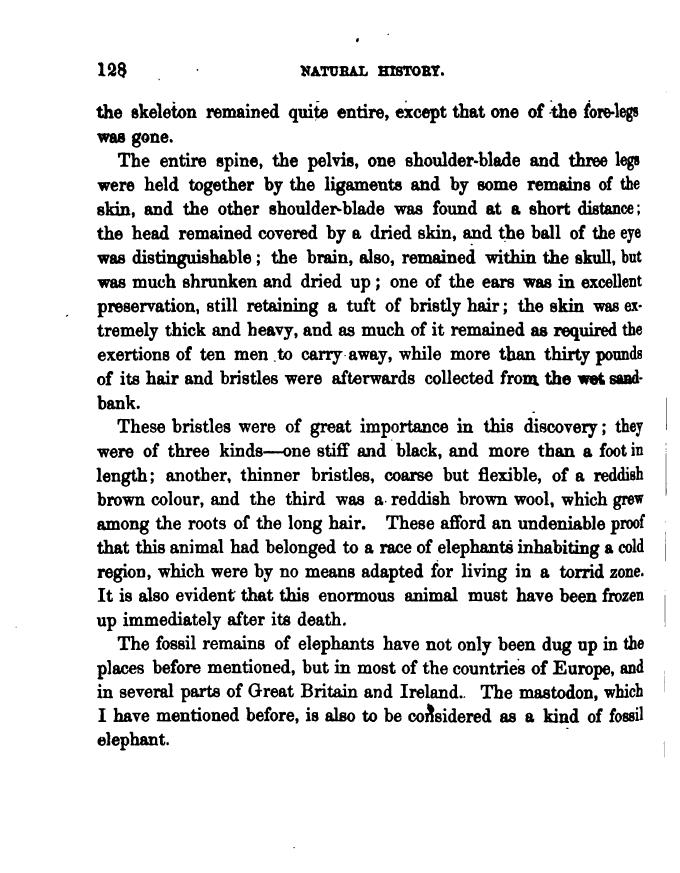 128 NATURAL HISTORY.
the skeleton remained quite entire, except that one of the fore-legs
was gone.
The entire spine, the pelvis, one shoulder-blade and three legs
were held together by the ligaments and by some remains of the
skin, and the other shoulder-blade was found at a short distance;
the head remained covered by a dried skin, and the ball of the eye
was distinguishable; the brain, also, remained within the skull, but
was much shrunken and dried up; one of the ears was in excellent
preservation, still retaining a tuft of bristly hair; the skin was ex-
tremely thick and heavy, and as much of it remained as required the
exertions of ten men to carry away, while more than thirty pounds
of its hair and bristles were afterwards collected from the wet sand-
bank.
These bristles were of great importance in this discovery; they
were of three kinds—one stiff and black, and more than a foot in
length; another, thinner bristles, coarse but flexible, of a reddish
brown colour, and the third was a reddish brown wool, which grew
among the roots of the long hair. These afford an undeniable proof
that this animal had belonged to a race of elephants inhabiting a cold
region, which were by no means adapted for living in a torrid zone.
It is also evident that this enormous animal must have been frozen
up immediately after its death.
The fossil remains of elephants have not only been dug up in the
places before mentioned, but in most of the countries of Europe, and
in several parts of Great Britain and Ireland. The mastodon, which
I have mentioned before, is also to be considered as a kind of fossil
elephant.